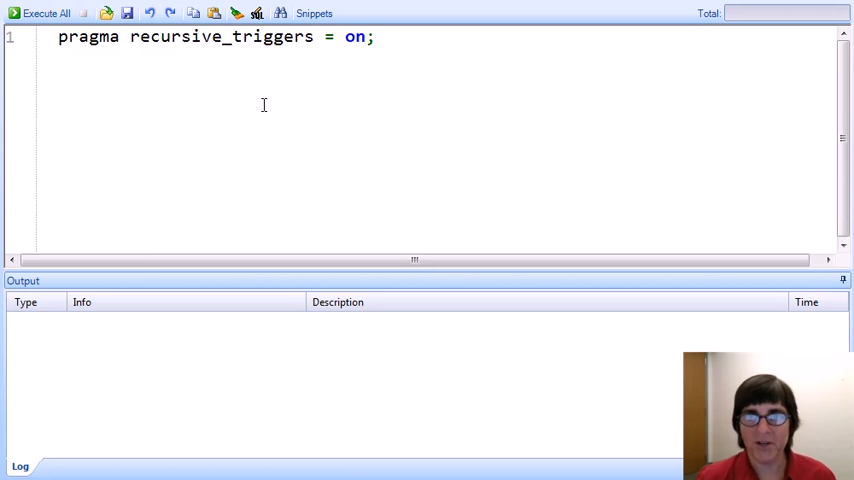 Execute All
Snippets
Total:
1 pragma recursive_triggers = on;
Output
Type Info Description Time
Log